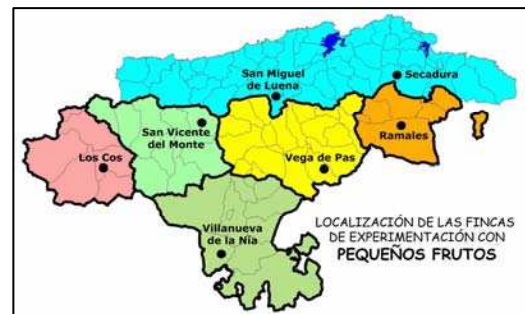 San Miguel
de Luena
Secadura
San Vicente
del Monte
Ramales
Los Cos
Vega de Pas
Villanueva
de la Nía
LOCALIZACIÓN DE LAS FINCAS
DE EXPERIMENTACIÓN CON
PEQUEÑOS FRUTOS